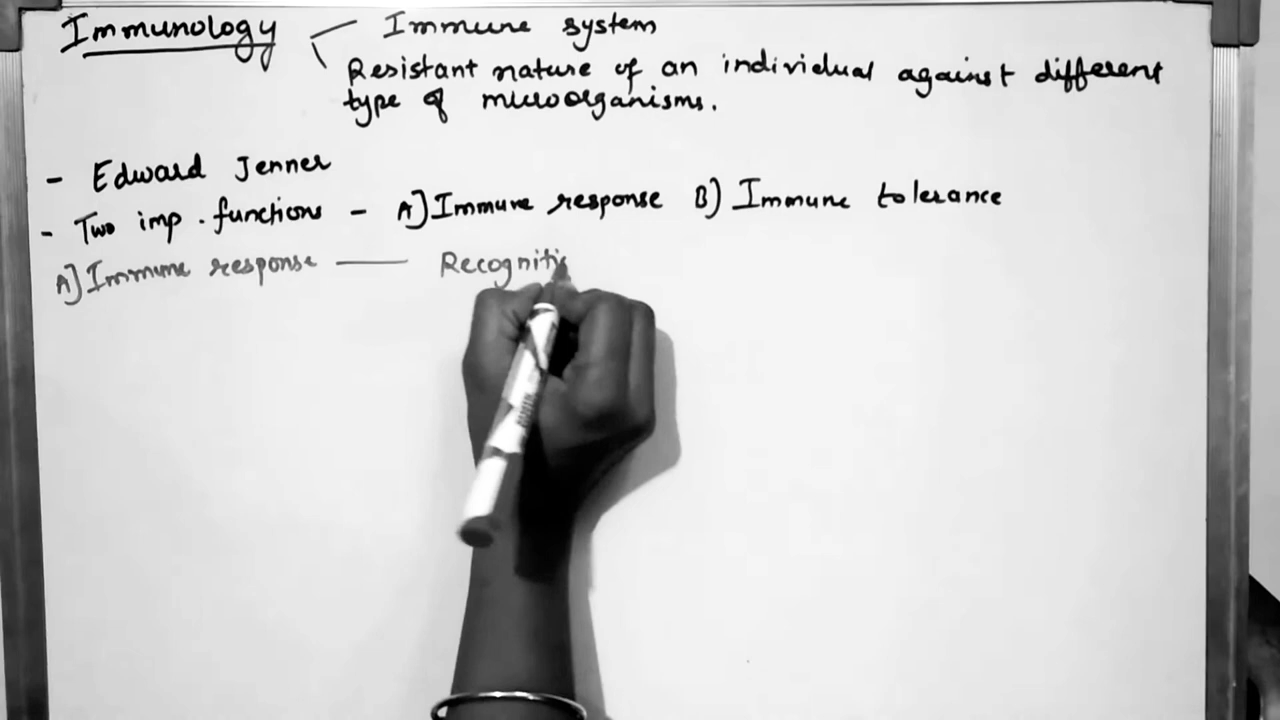 Immunology Immune system
Resistant nature of an individual against different
type of microorganisms.
- Edward Jenner
- Two imp. functions - A] Immune response B] Immune tolerance
A] Immune response — Recogniti